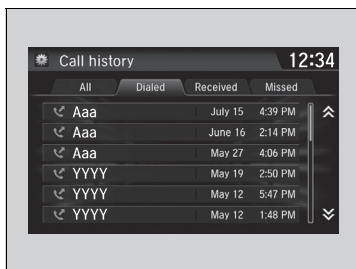 Call history 12:34
All Dialed Received Missed
Aaa July 15 4:39 PM
Aaa June 16 2:14 PM
Aaa May 27 4:06 PM
YYYY May 19 2:50 PM
YYYY May 12 5:47 PM
YYYY May 12 1:48 PM